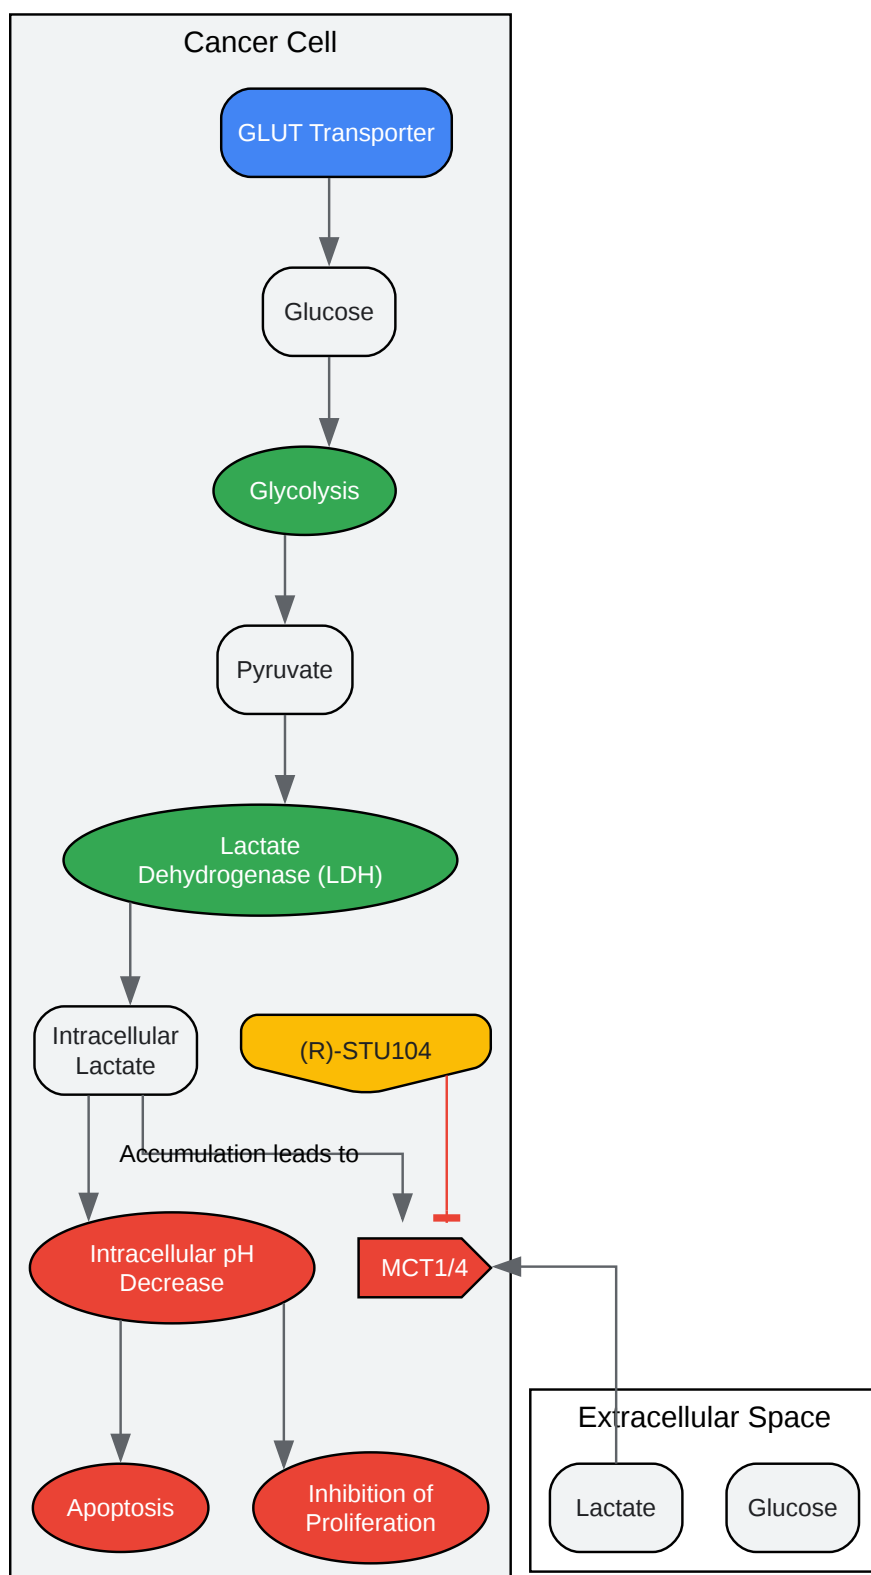 Cancer Cell
GLUT Transporter
Glucose
Glycolysis
Pyruvate
Lactate
Dehydrogenase (LDH)
Intracellular
Lactate
(R)-STU104
Accumulation leads to
Intracellular pH
Decrease
MCT1/4
Extracellular Space
Apoptosis
Inhibition of
Proliferation
Lactate
Glucose